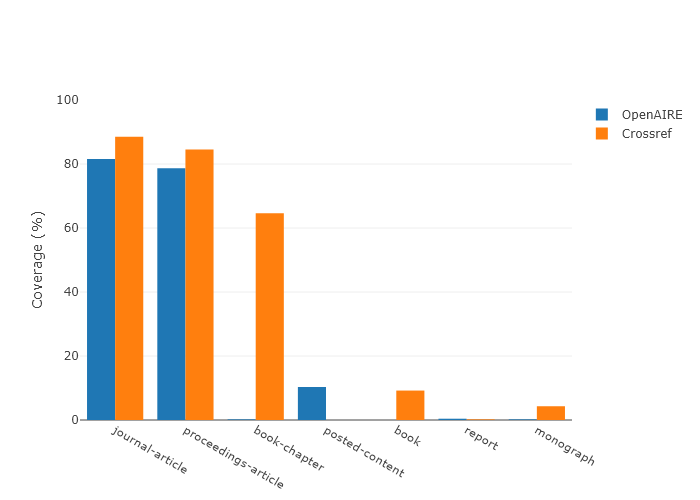 100
80
60
40
20
0
Coverage (%)
journal-article
proceedings-article
book-chapter
posted-content
book
report
monograph
OpenAIRE
Crossref